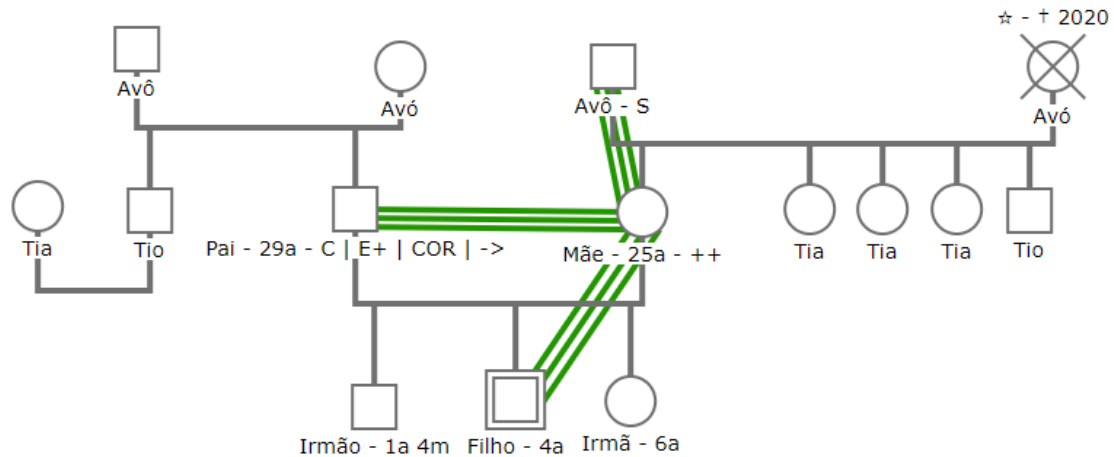 ☆ - † 2020
Avô
Avó
Avô - S
Avó
Tia
Tio
Pai - 29a - C | E+ | COR | ->
Mãe - 25a - ++
Tia
Tia
Tia
Tio
Irmão - 1a 4m
Filho - 4a
Irmã - 6a